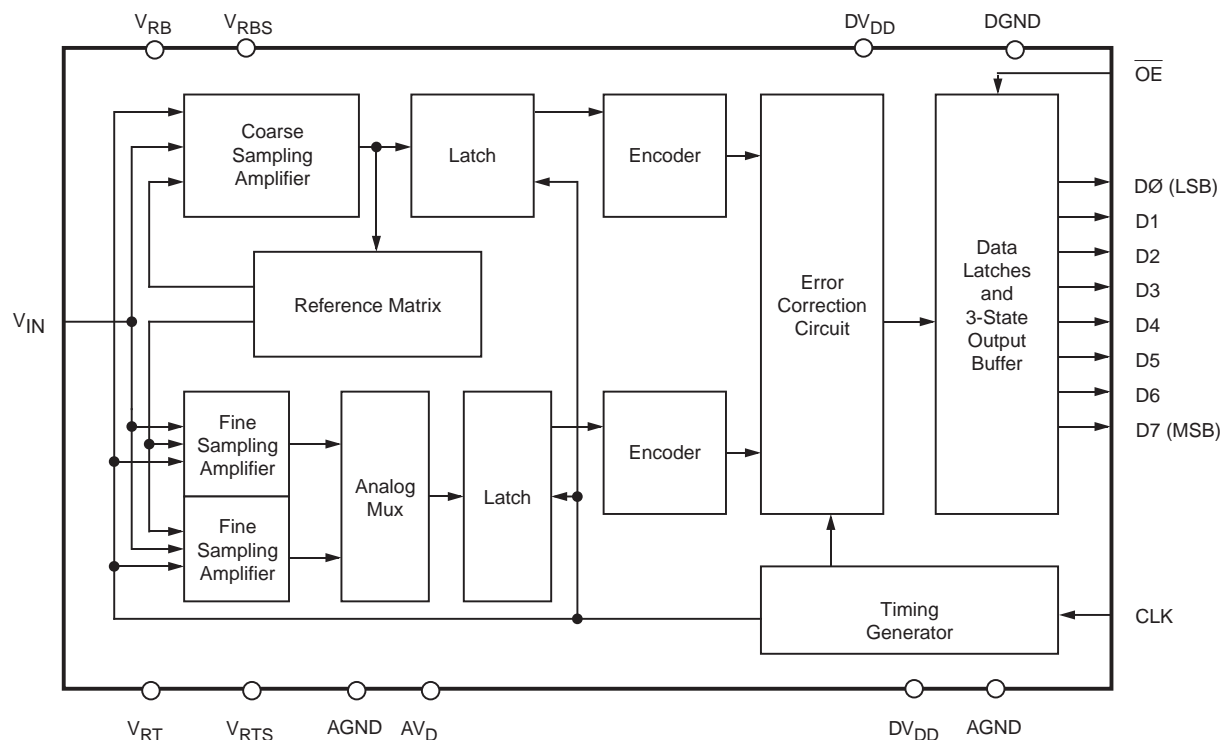 VRB
VRBS
DVDD
DGND
OE
Coarse
Sampling
Amplifier
Latch
Encoder
Reference Matrix
VIN
Error
Correction
Circuit
Data
Latches
and
3-State
Output
Buffer
DØ (LSB)
D1
D2
D3
D4
D5
D6
D7 (MSB)
Fine
Sampling
Amplifier
Fine
Sampling
Amplifier
Analog
Mux
Latch
Encoder
Timing
Generator
CLK
VRT
VRTS
AGND
AVD
DVDD
AGND